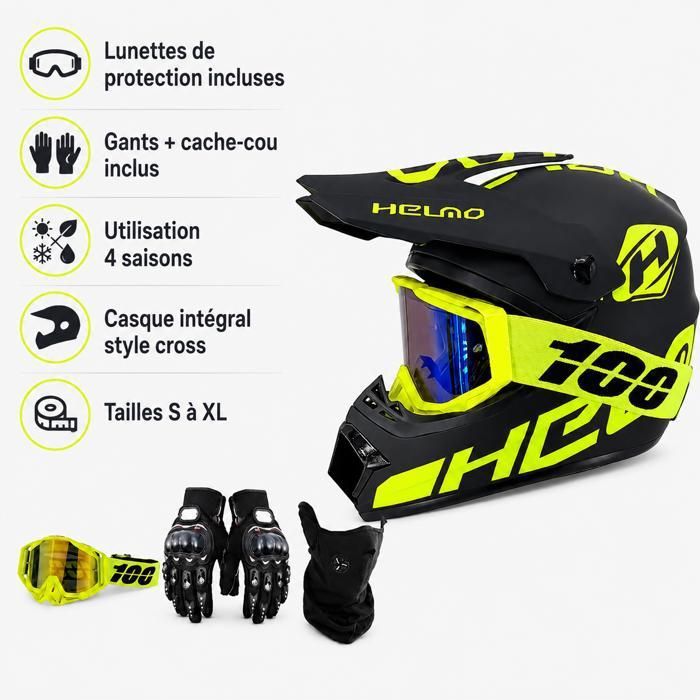 Lunettes de
protection incluses
Gants + cache-cou
inclus
Utilisation
4 saisons
Casque intégral
style cross
Tailles S à XL
HELMO
H
100
HELMO
100